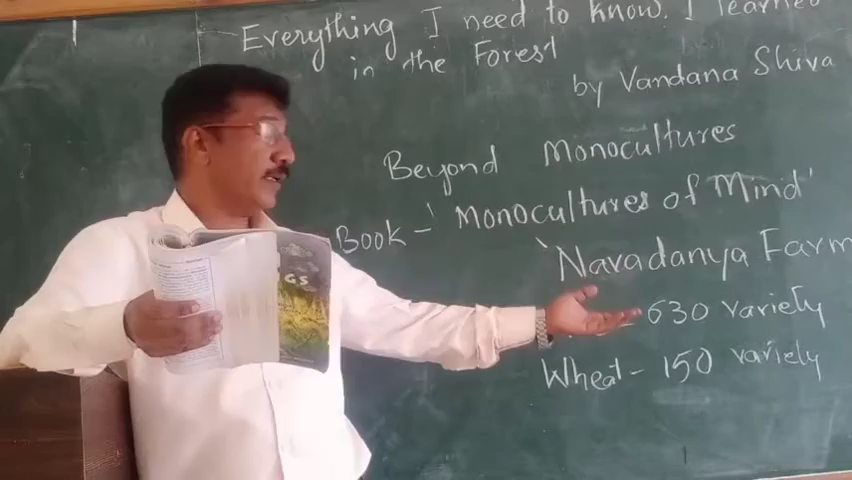 Everything I need to know I learned
in the Forest
by Vandana Shiva
Beyond Monocultures
Book - 'Monocultures of Mind'
'Navadanya Farm
630 variety
Wheat - 150 variety
GS